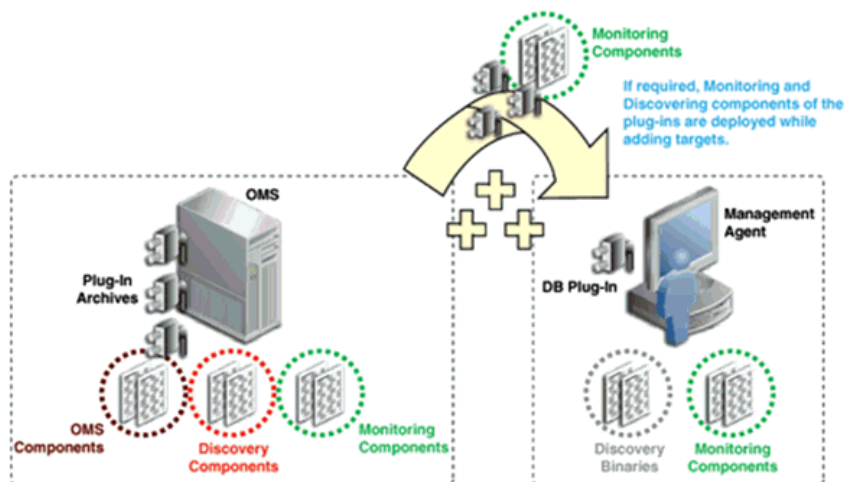 Monitoring
Components
If required, Monitoring and
Discovering components of the
plug-ins are deployed while
adding targets.
OMS
Plug-In
Archives
OMS
Components
Discovery
Components
Monitoring
Components
Management
Agent
DB Plug-In
Discovery
Binaries
Monitoring
Components